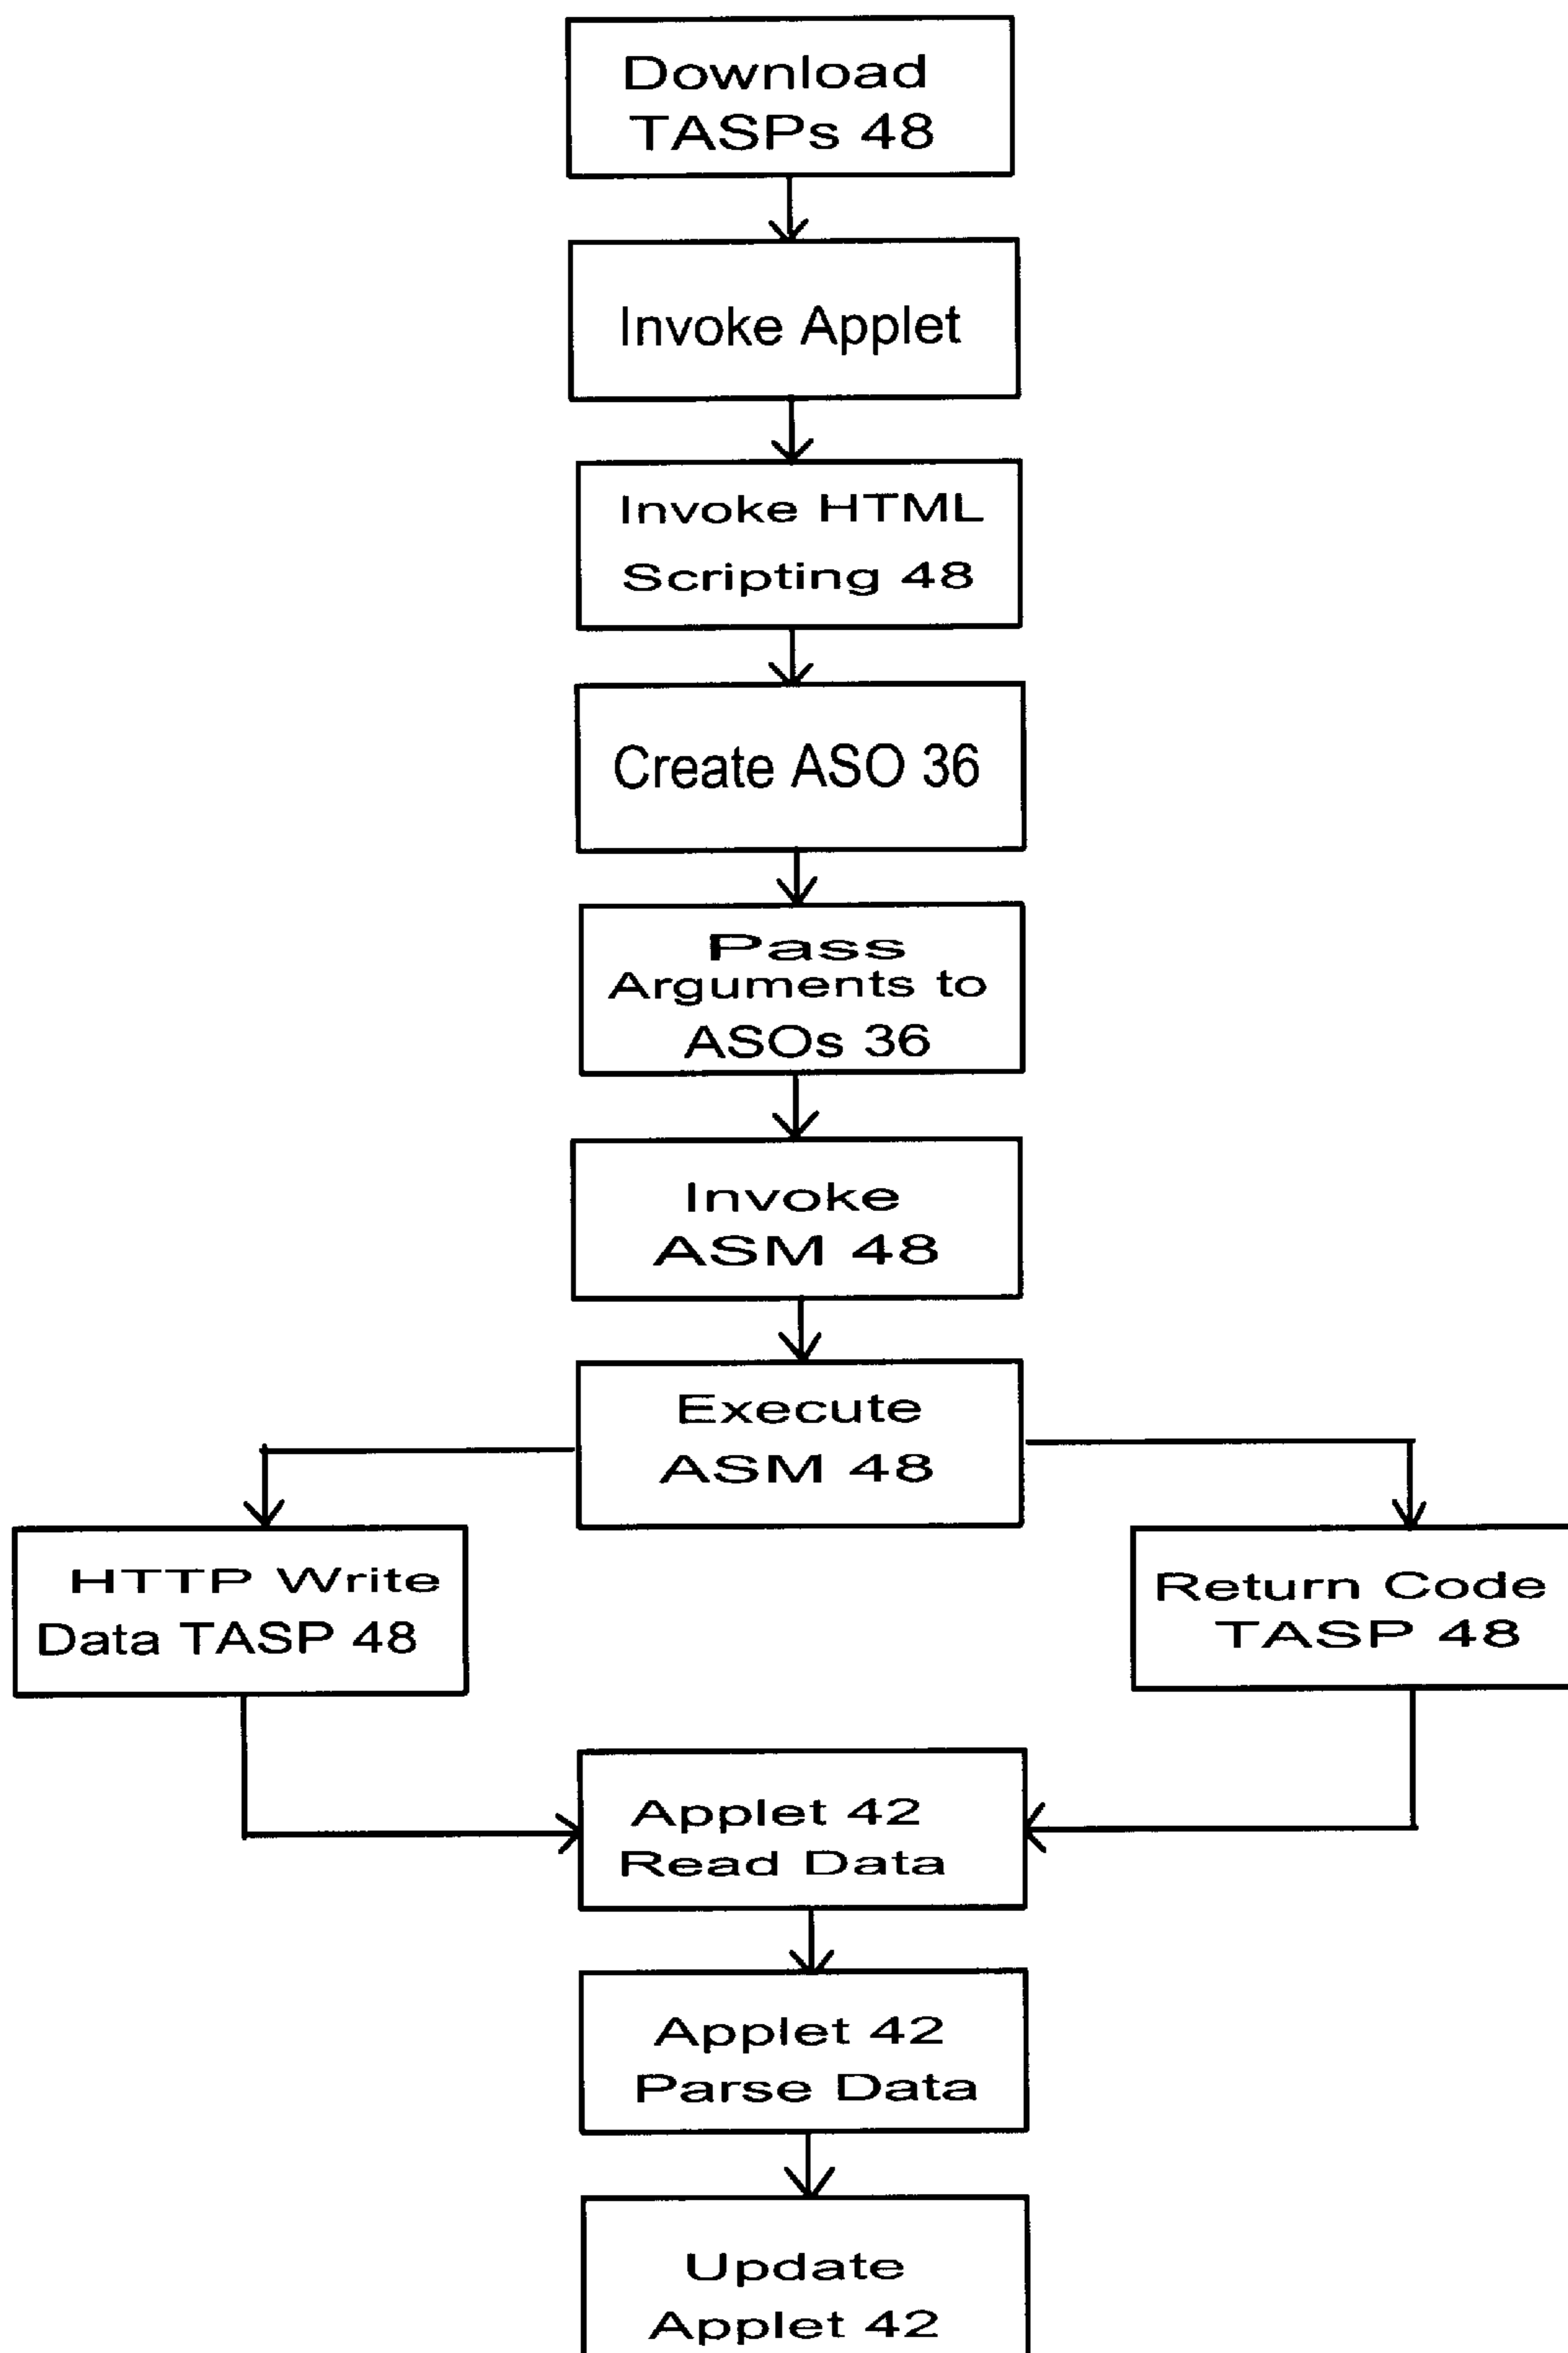 Download
TASPs 48
Invoke Applet
Invoke HTML
Scripting 48
Create ASO 36
Pass
Arguments to
ASOs 36
Invoke
ASM 48
Execute
ASM 48
HTTP Write
Data TASP 48
Return Code
TASP 48
Applet 42
Read Data
Applet 42
Parse Data
Update
Applet 42